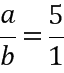 a/b = 5/1